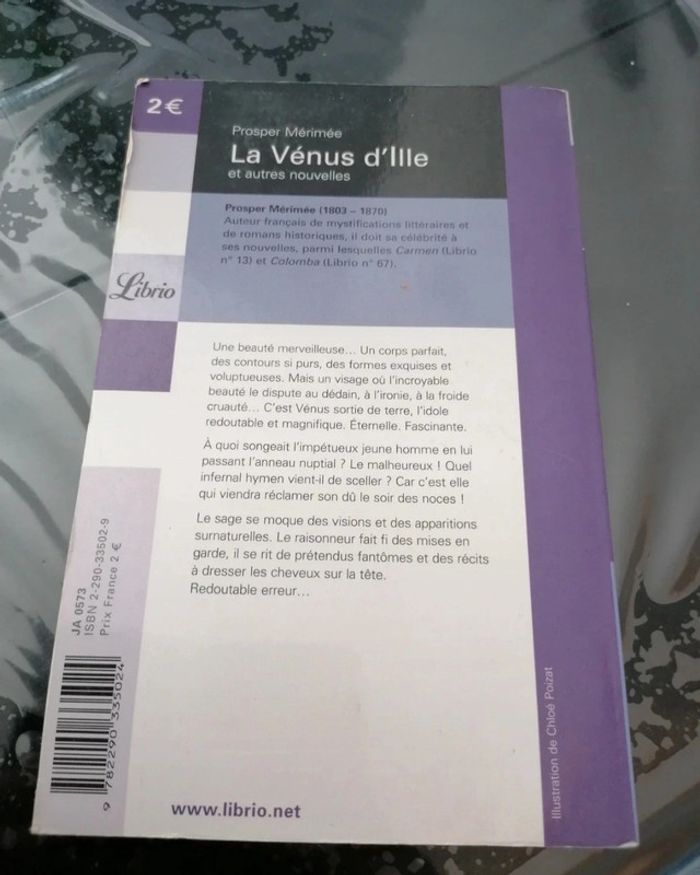 2€
Prosper Mérimée
La Vénus d'Ille
et autres nouvelles
Prosper Mérimée (1803 – 1870)
Auteur français de mystifications littéraires et
de romans historiques, il doit sa célébrité à
ses nouvelles, parmi lesquelles Carmen (Librio
n° 13) et Colomba (Librio n° 67).
Librio
Une beauté merveilleuse... Un corps parfait,
des contours si purs, des formes exquises et
voluptueuses. Mais un visage où l'incroyable
beauté le dispute au dédain, à l'ironie, à la froide
cruauté... C'est Vénus sortie de terre, l'idole
redoutable et magnifique. Éternelle. Fascinante.
À quoi songeait l'impétueux jeune homme en lui
passant l'anneau nuptial ? Le malheureux ! Quel
infernal hymen vient-il de sceller ? Car c'est elle
qui viendra réclamer son dû le soir des noces !
Le sage se moque des visions et des apparitions
surnaturelles. Le raisonneur fait fi des mises en
garde, il se rit de prétendus fantômes et des récits
à dresser les cheveux sur la tête.
Redoutable erreur...
JA 0573
ISBN 2-290-33502-9
Prix France 2 €
9 782290 335024
www.librio.net
Illustration de Chloé Poizat